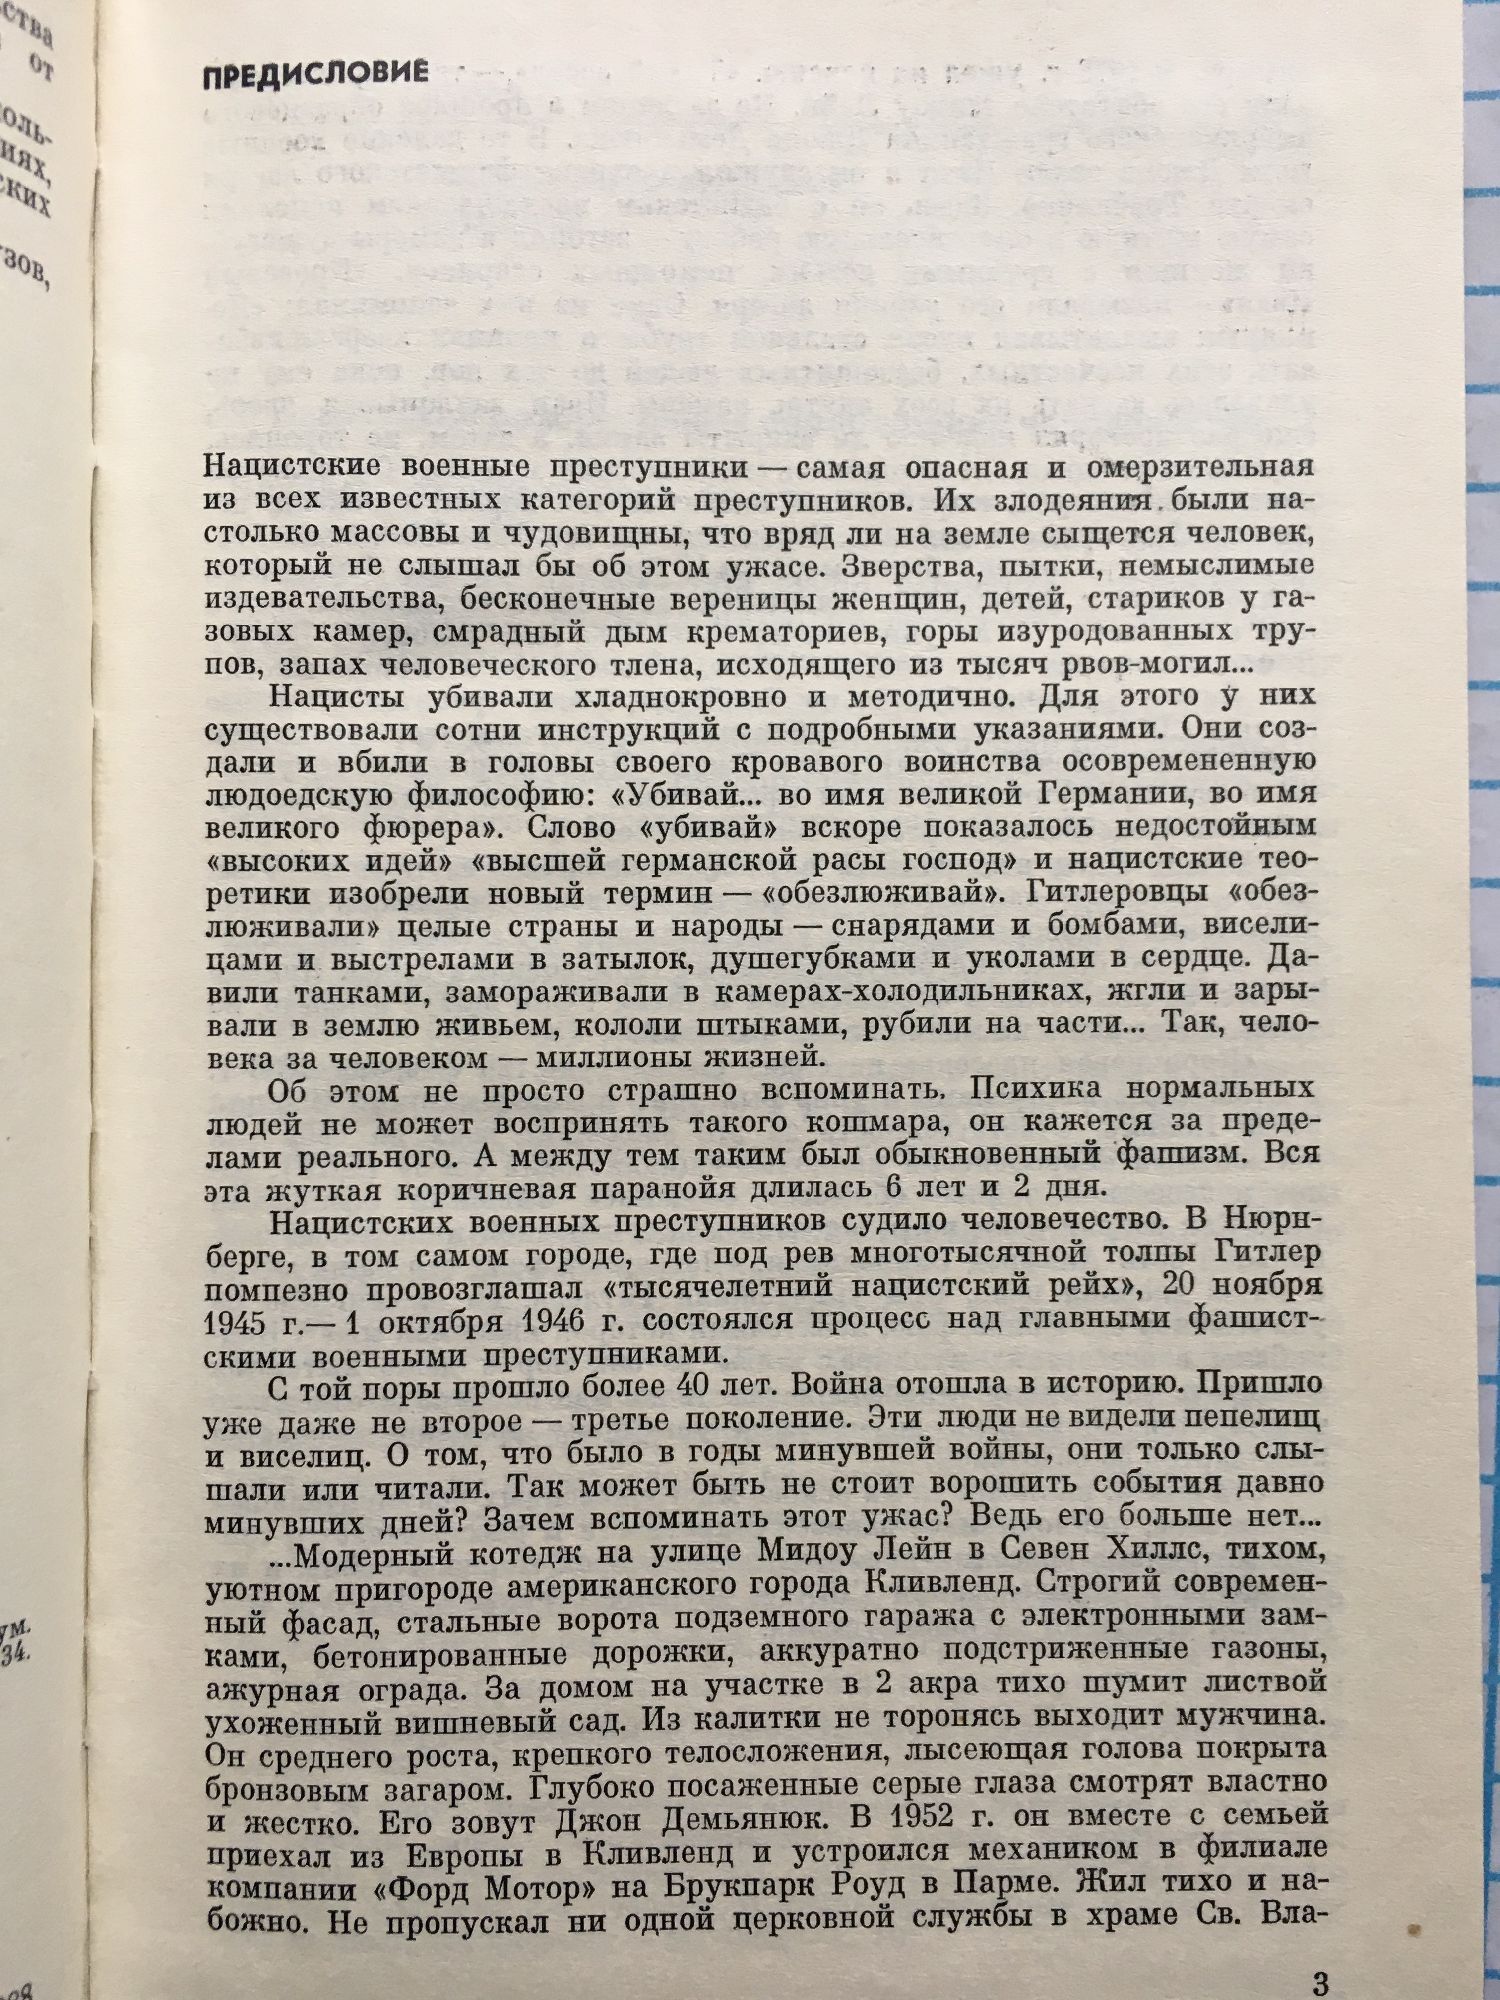 ства
от
оль-
иях,
ских
узов,
ум.
34.
ПРЕДИСЛОВИЕ
Нацистские военные преступники — самая опасная и омерзительная
из всех известных категорий преступников. Их злодеяния были на-
столько массовы и чудовищны, что вряд ли на земле сыщется человек,
который не слышал бы об этом ужасе. Зверства, пытки, немыслимые
издевательства, бесконечные вереницы женщин, детей, стариков у га-
зовых камер, смрадный дым крематориев, горы изуродованных тру-
пов, запах человеческого тлена, исходящего из тысяч рвов-могил...
Нацисты убивали хладнокровно и методично. Для этого у них
существовали сотни инструкций с подробными указаниями. Они соз-
дали и вбили в головы своего кровавого воинства осовремененную
людоедскую философию: «Убивай... во имя великой Германии, во имя
великого фюрера». Слово «убивай» вскоре показалось недостойным
«высоких идей» «высшей германской расы господ» и нацистские тео-
ретики изобрели новый термин — «обезлюживай». Гитлеровцы «обез-
люживали» целые страны и народы — снарядами и бомбами, висели-
цами и выстрелами в затылок, душегубками и уколами в сердце. Да-
вили танками, замораживали в камерах-холодильниках, жгли и зары-
вали в землю живьем, кололи штыками, рубили на части... Так, чело-
века за человеком — миллионы жизней.
Об этом не просто страшно вспоминать. Психика нормальных
людей не может воспринять такого кошмара, он кажется за преде-
лами реального. А между тем таким был обыкновенный фашизм. Вся
эта жуткая коричневая паранойя длилась 6 лет и 2 дня.
Нацистских военных преступников судило человечество. В Нюрн-
берге, в том самом городе, где под рев многотысячной толпы Гитлер
помпезно провозглашал «тысячелетний нацистский рейх», 20 ноября
1945 г.— 1 октября 1946 г. состоялся процесс над главными фашист-
скими военными преступниками.
С той поры прошло более 40 лет. Война отошла в историю. Пришло
уже даже не второе — третье поколение. Эти люди не видели пепелищ
и виселиц. О том, что было в годы минувшей войны, они только слы-
шали или читали. Так может быть не стоит ворошить события давно
минувших дней? Зачем вспоминать этот ужас? Ведь его больше нет...
...Модерный котедж на улице Мидоу Лейн в Севен Хиллс, тихом,
уютном пригороде американского города Кливленд. Строгий современ-
ный фасад, стальные ворота подземного гаража с электронными зам-
ками, бетонированные дорожки, аккуратно подстриженные газоны,
ажурная ограда. За домом на участке в 2 акра тихо шумит листвой
ухоженный вишневый сад. Из калитки не торопясь выходит мужчина.
Он среднего роста, крепкого телосложения, лысеющая голова покрыта
бронзовым загаром. Глубоко посаженные серые глаза смотрят властно
и жестко. Его зовут Джон Демьянюк. В 1952 г. он вместе с семьей
приехал из Европы в Кливленд и устроился механиком в филиале
компании «Форд Мотор» на Брукпарк Роуд в Парме. Жил тихо и на-
божно. Не пропускал ни одной церковной службы в храме Св. Вла-
3